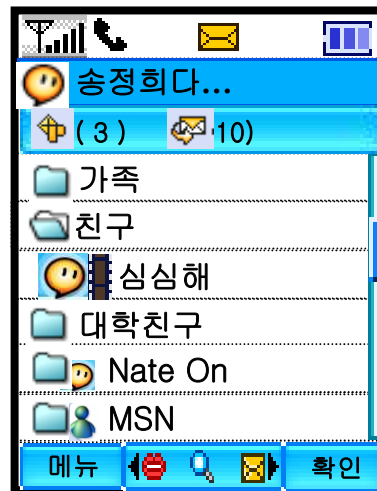 송정희다...
( 3 ) 10)
가족
친구
심심해
대학친구
Nate On
MSN
메뉴 확인